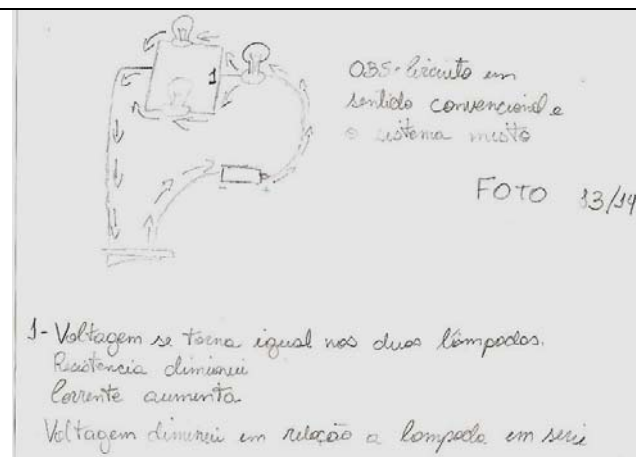 1
OBS- Circuito em
sentido convencional e
o sistema misto
- +
FOTO 13/14
1- Voltagem se torna igual nas duas lâmpadas.
Resistencia diminui
Corrente aumenta
Voltagem diminui em relação a lampada em serie